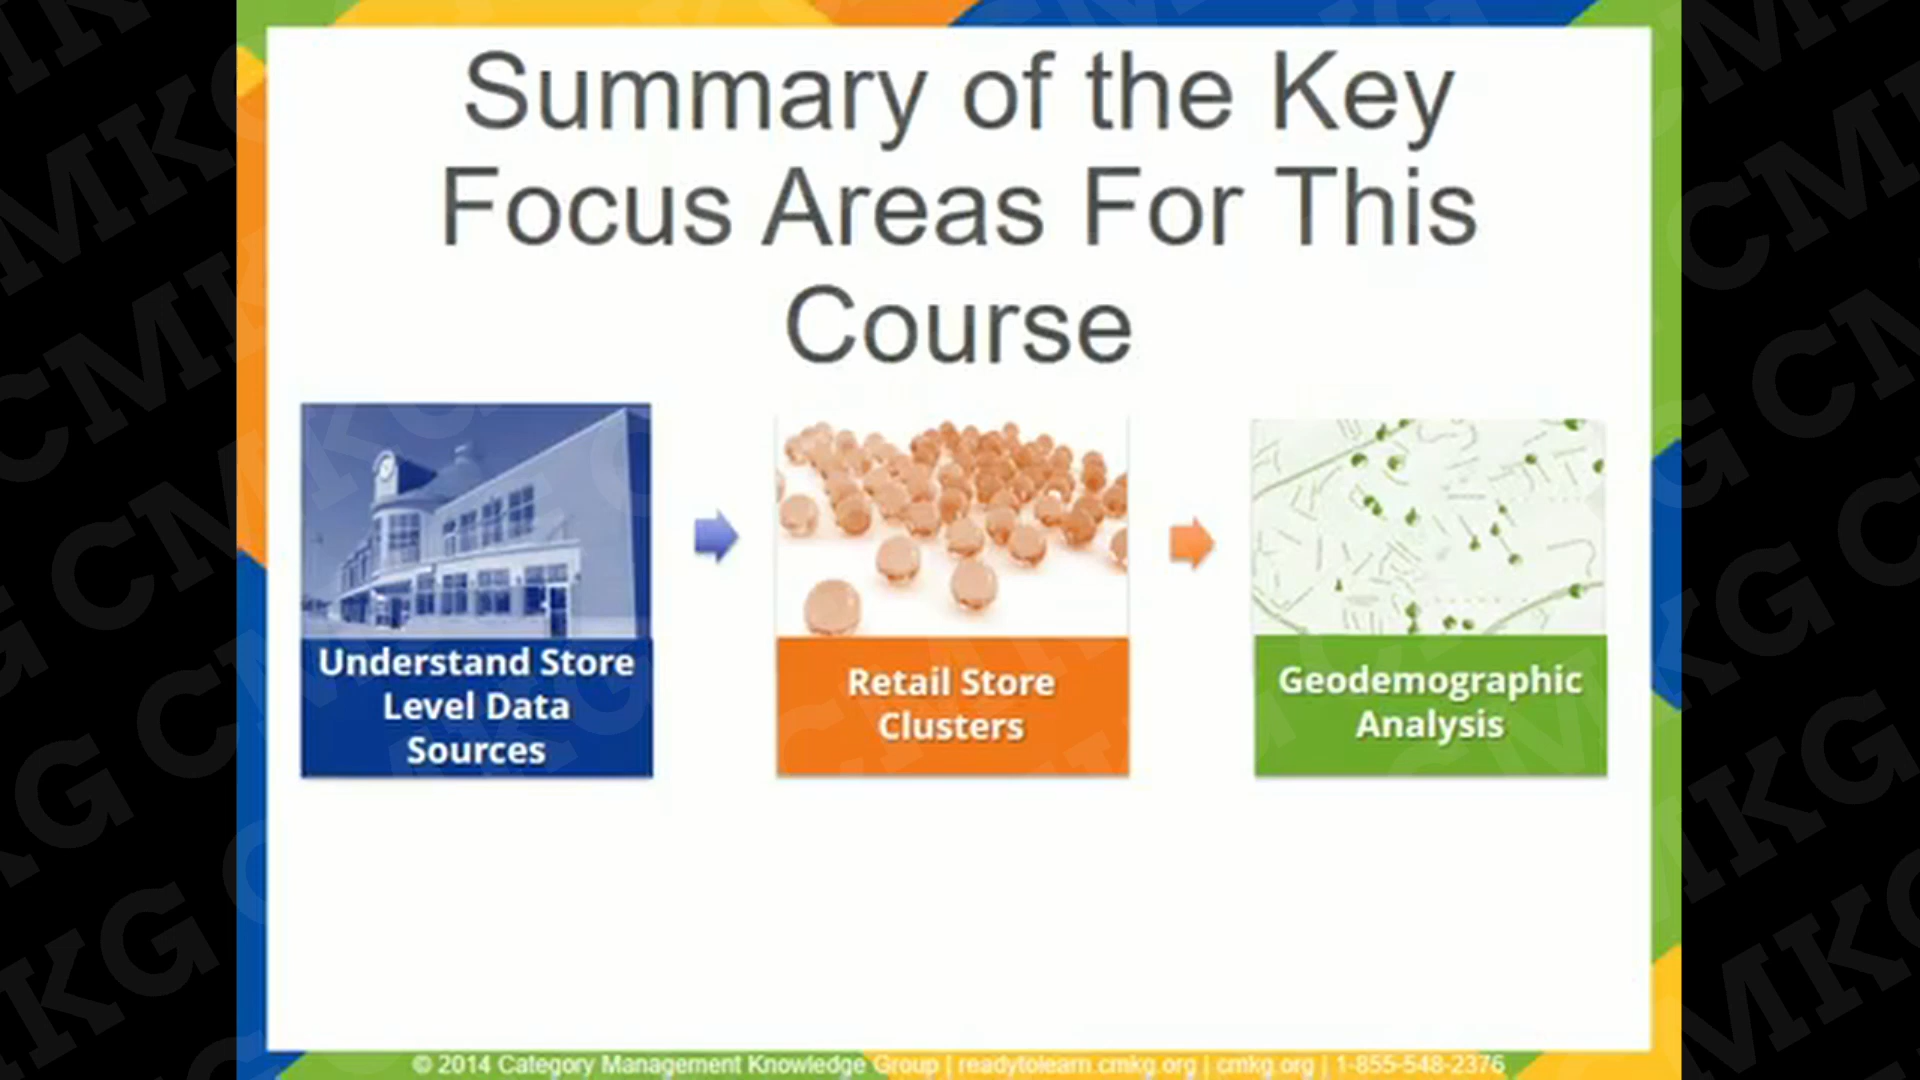 Summary of the Key
Focus Areas For This
Course
Understand Store
Level Data
Sources
Retail Store
Clusters
Geodemographic
Analysis
© 2014 Category Management Knowledge Group | readytolearn.cmkg.org | cmkg.org | 1-855-548-2376